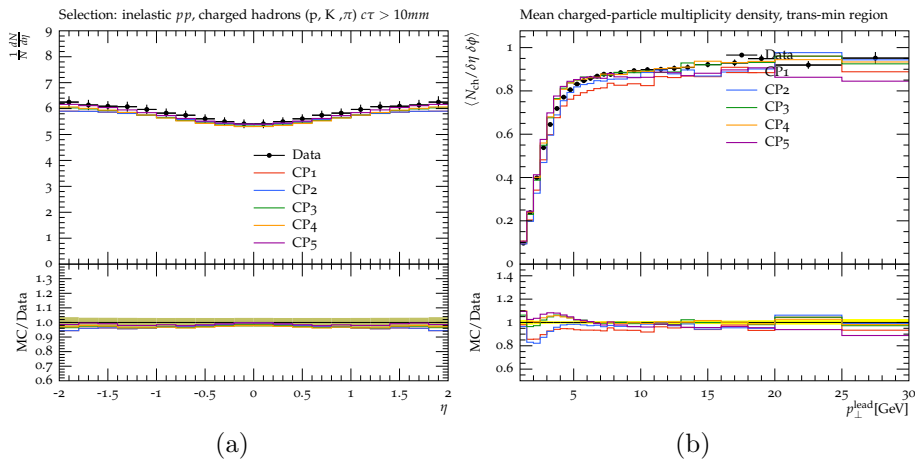 Selection: inelastic pp, charged hadrons (p, K ,π) cτ > 10mm
1/N dN/dη
9
8
7
6
5
4
3
2
1
0
Data
CP1
CP2
CP3
CP4
CP5
MC/Data
1.3
1.2
1.1
1.0
0.9
0.8
0.7
0.6
-2
-1.5
-1
-0.5
0
0.5
1
1.5
2
η
(a)
Mean charged-particle multiplicity density, trans-min region
⟨N_ch/δη δφ⟩
1
0.8
0.6
0.4
0.2
0
Data
CP1
CP2
CP3
CP4
CP5
MC/Data
1.4
1.2
1
0.8
0.6
5
10
15
20
25
30
p_⊥^lead[GeV]
(b)